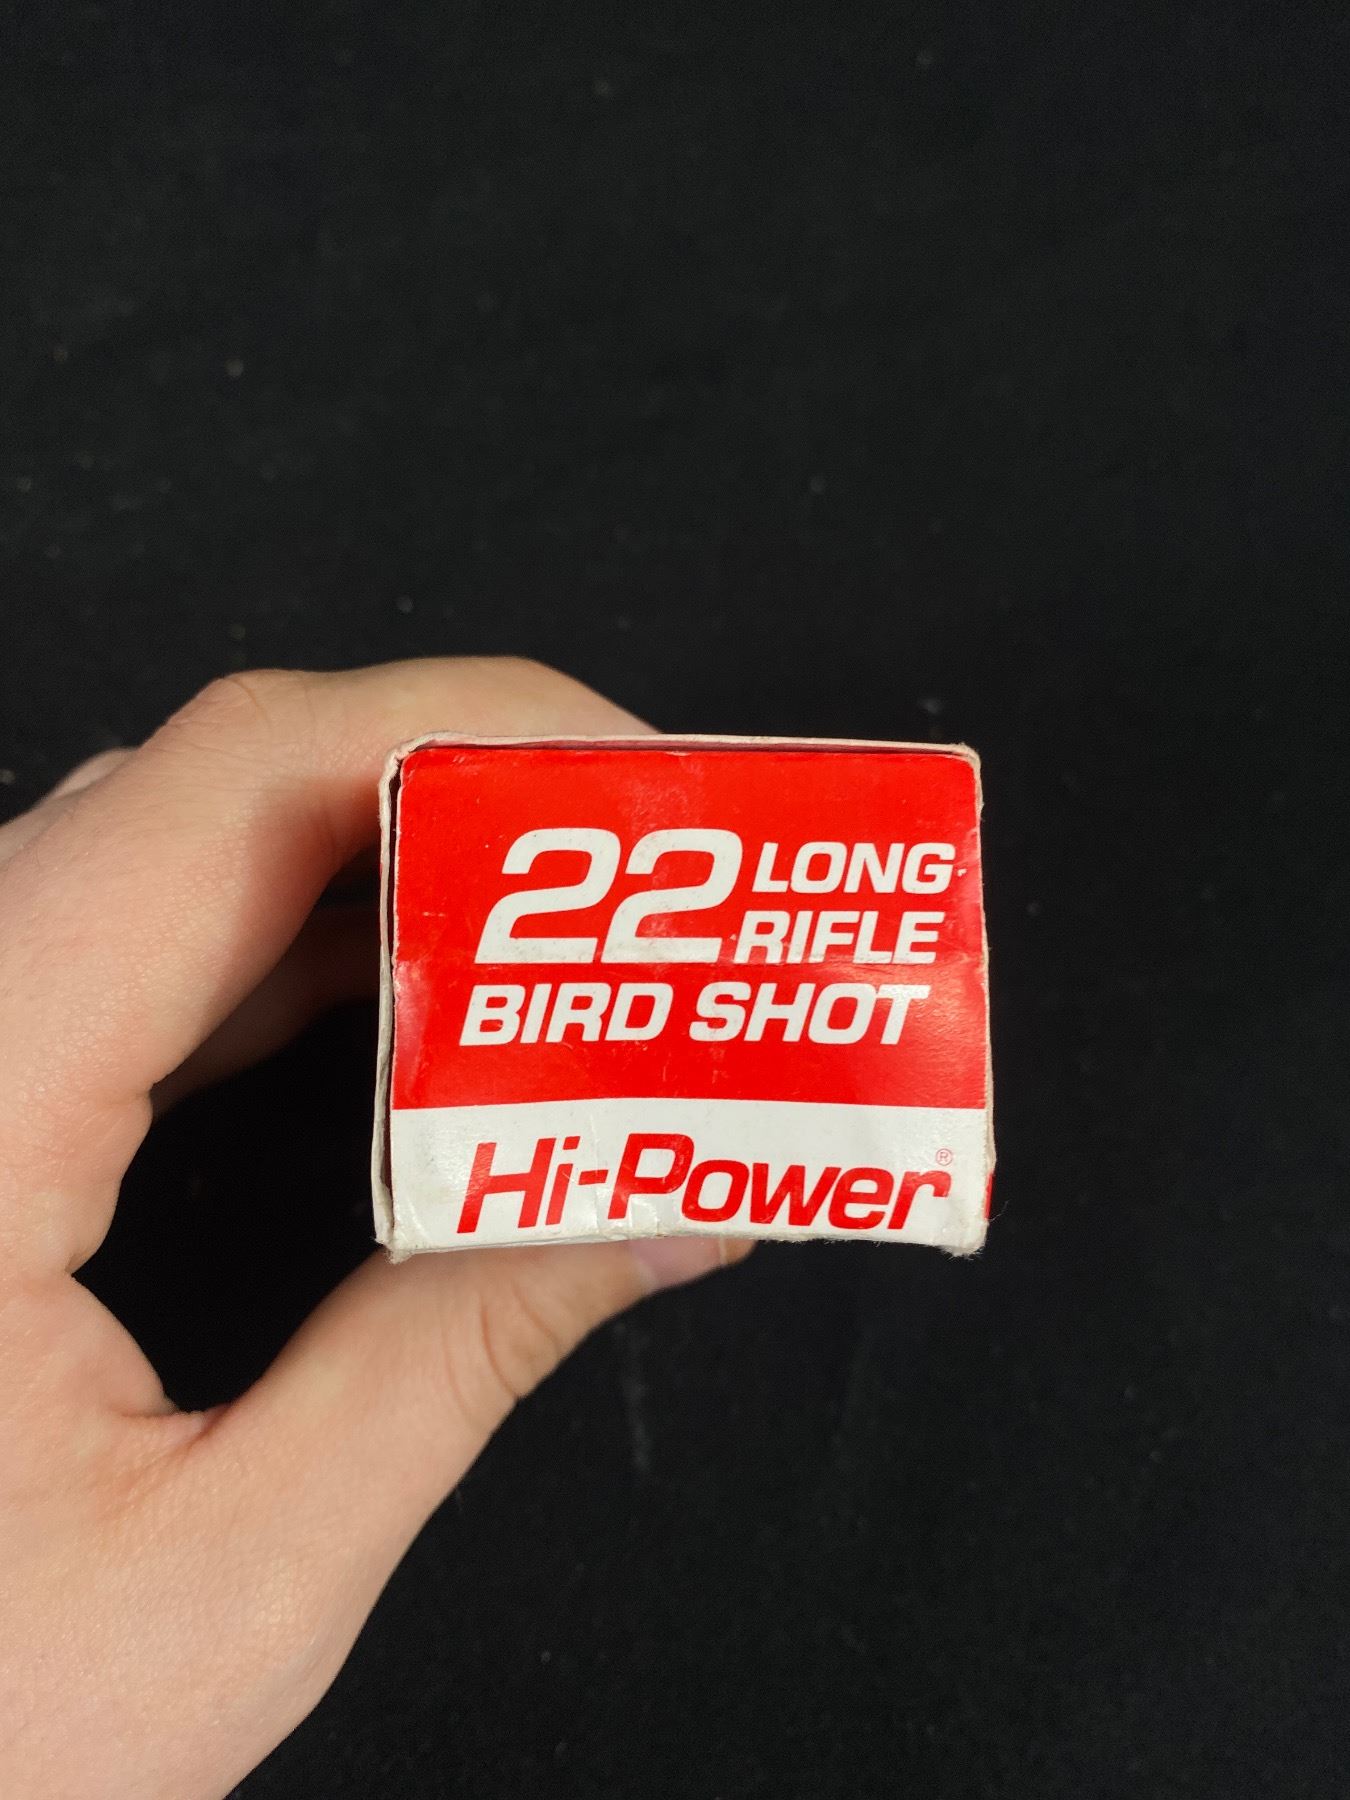 22 LONG
RIFLE
BIRD SHOT
Hi-Power®